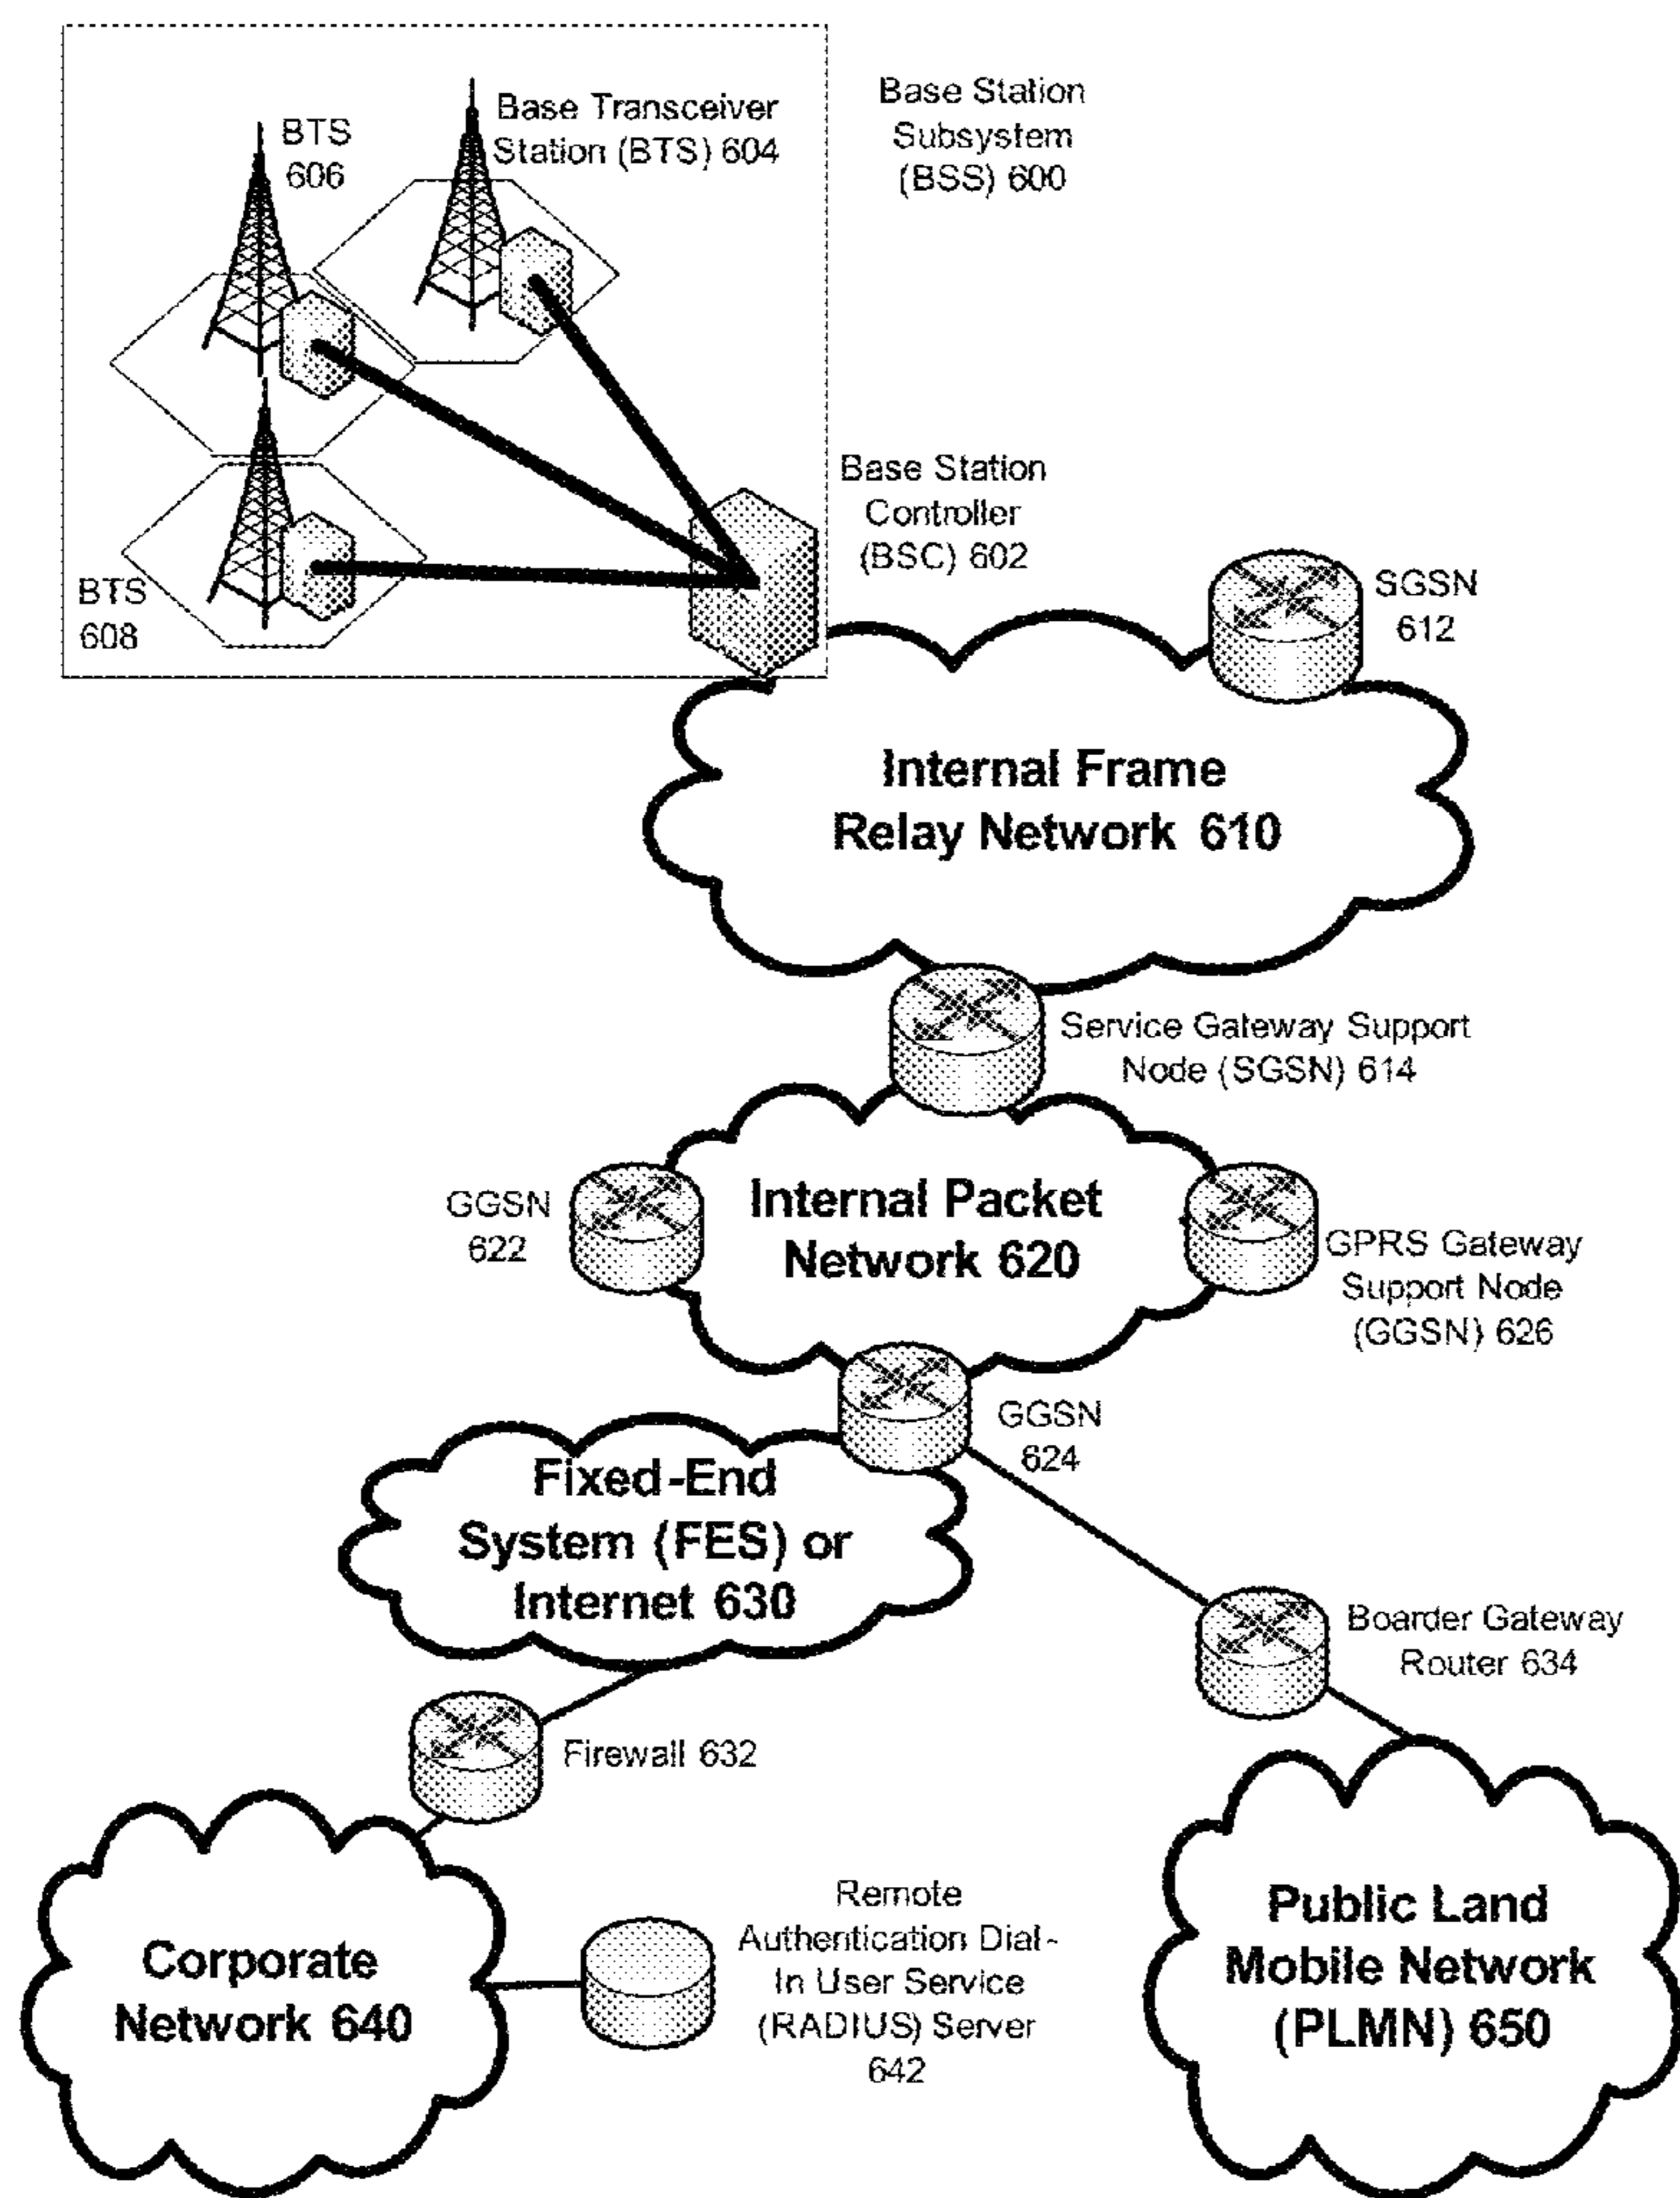 BTS
606
Base Transceiver
Station (BTS) 604
Base Station
Subsystem
(BSS) 600
Base Station
Controller
(BSC) 602
BTS
608
SGSN
612
Internal Frame
Relay Network 610
Service Gateway Support
Node (SGSN) 614
GGSN
622
Internal Packet
Network 620
GPRS Gateway
Support Node
(GGSN) 626
GGSN
624
Fixed-End
System (FES) or
Internet 630
Boarder Gateway
Router 634
Firewall 632
Corporate
Network 640
Remote
Authentication Dial-
In User Service
(RADIUS) Server
642
Public Land
Mobile Network
(PLMN) 650